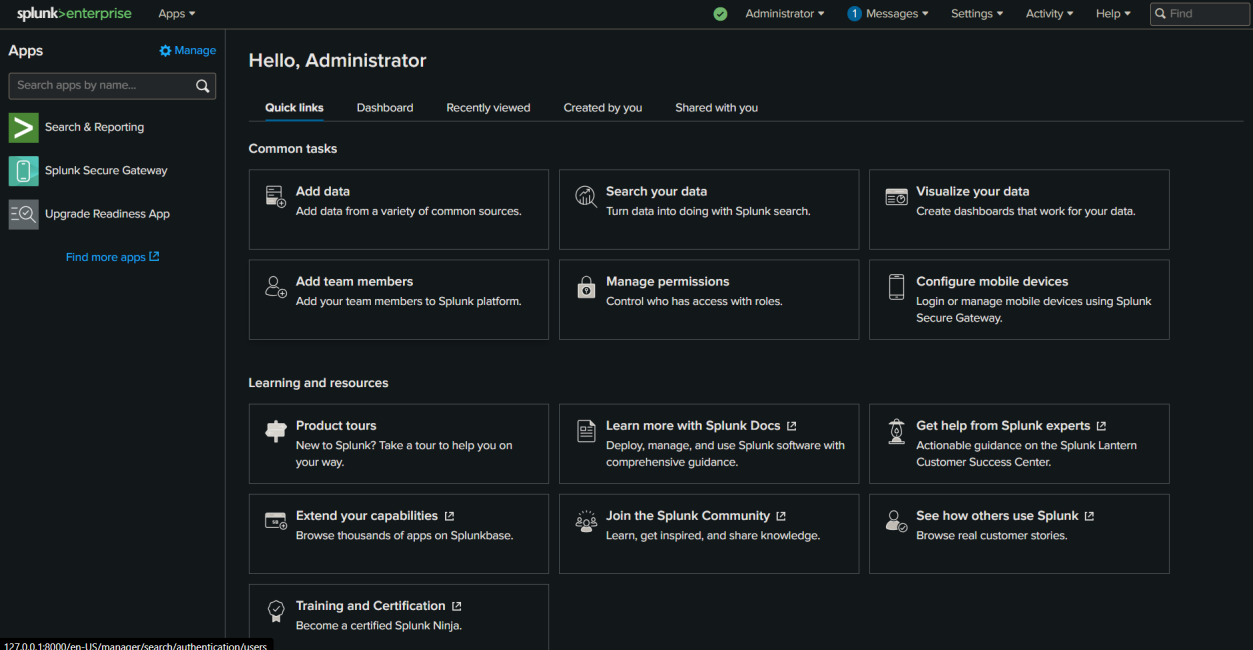 splunk>enterprise Apps Administrator 1 Messages Settings Activity Help Find
Apps Manage
Search apps by name...
Search & Reporting
Splunk Secure Gateway
Upgrade Readiness App
Find more apps
Hello, Administrator
Quick links Dashboard Recently viewed Created by you Shared with you
Common tasks
Add data
Add data from a variety of common sources.
Search your data
Turn data into doing with Splunk search.
Visualize your data
Create dashboards that work for your data.
Add team members
Add your team members to Splunk platform.
Manage permissions
Control who has access with roles.
Configure mobile devices
Login or manage mobile devices using Splunk
Secure Gateway.
Learning and resources
Product tours
New to Splunk? Take a tour to help you on
your way.
Learn more with Splunk Docs
Deploy, manage, and use Splunk software with
comprehensive guidance.
Get help from Splunk experts
Actionable guidance on the Splunk Lantern
Customer Success Center.
Extend your capabilities
Browse thousands of apps on Splunkbase.
Join the Splunk Community
Learn, get inspired, and share knowledge.
See how others use Splunk
Browse real customer stories.
Training and Certification
Become a certified Splunk Ninja.
127.0.0.1:8000/en-US/manager/search/authentication/users